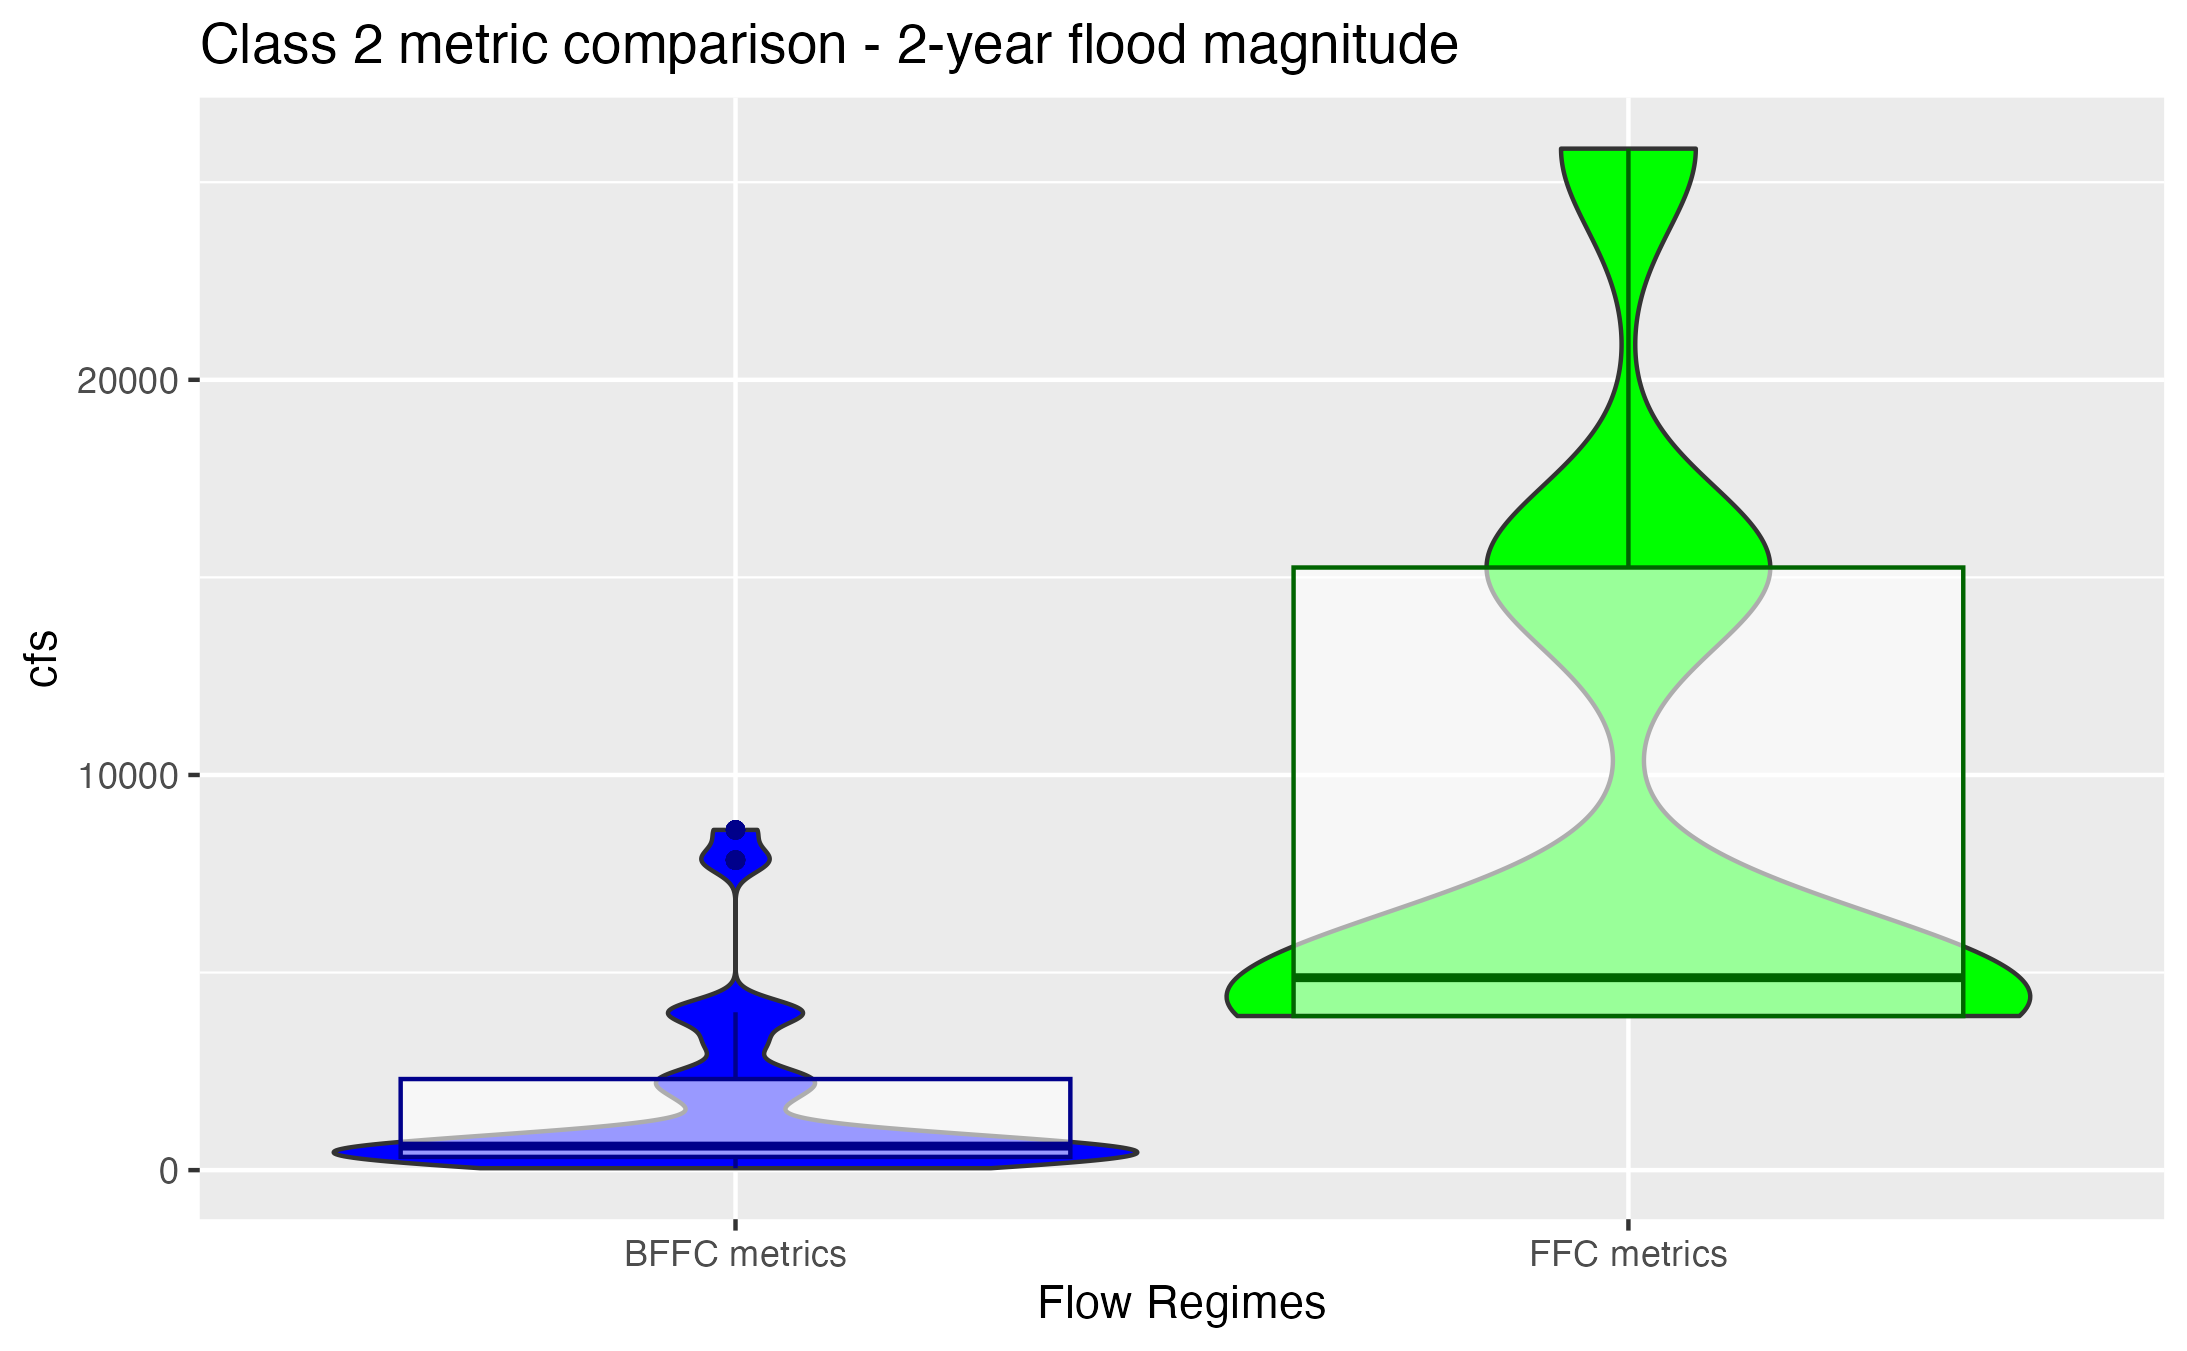 Class 2 metric comparison - 2-year flood magnitude
cfs
20000
10000
0
BFFC metrics
FFC metrics
Flow Regimes